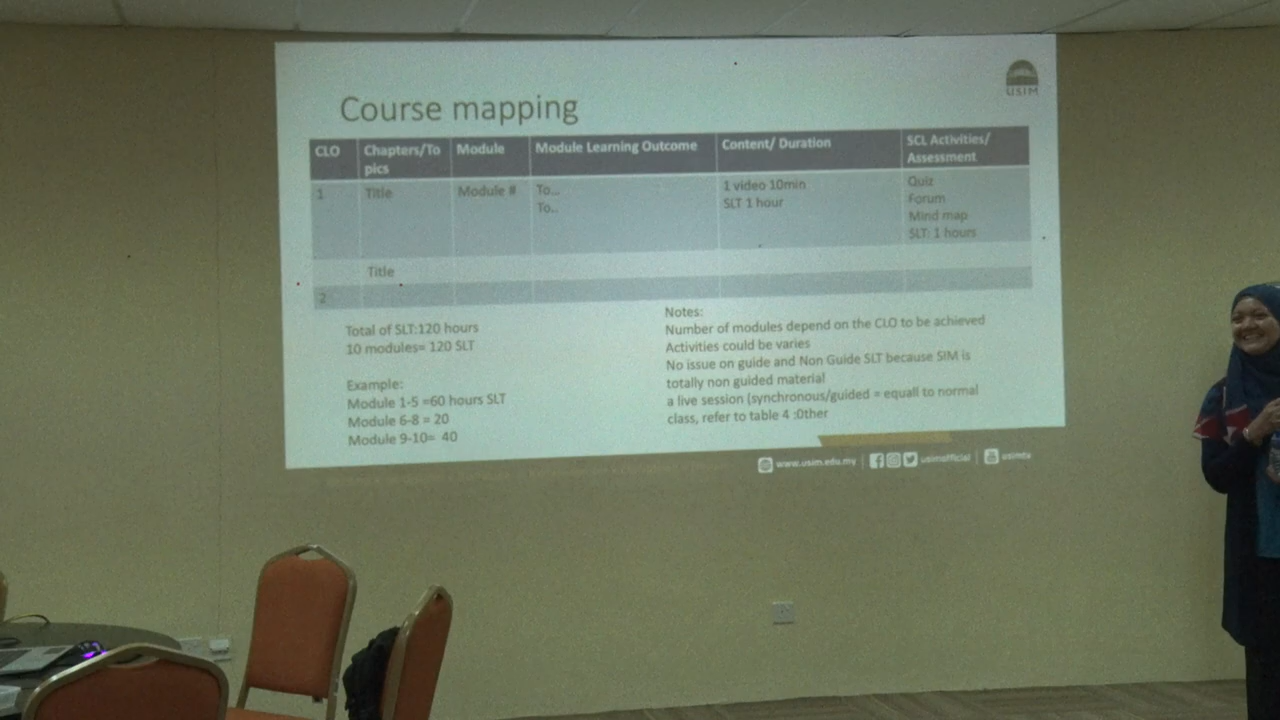 USIM
Course mapping
CLO
Chapters/To
pics
Module
Module Learning Outcome
Content/ Duration
SCL Activities/
Assessment
1
Title
Module #
To...
To..
1 video 10min
SLT 1 hour
Quiz
Forum
Mind map
SLT: 1 hours
Title
2
Total of SLT:120 hours
10 modules= 120 SLT
Example:
Module 1-5 =60 hours SLT
Module 6-8 = 20
Module 9-10= 40
Notes:
Number of modules depend on the CLO to be achieved
Activities could be varies
No issue on guide and Non Guide SLT because SIM is
totally non guided material
a live session (synchronous/guided = equall to normal
class, refer to table 4 :Other
www.usim.edu.my
usimofficial
usimtv